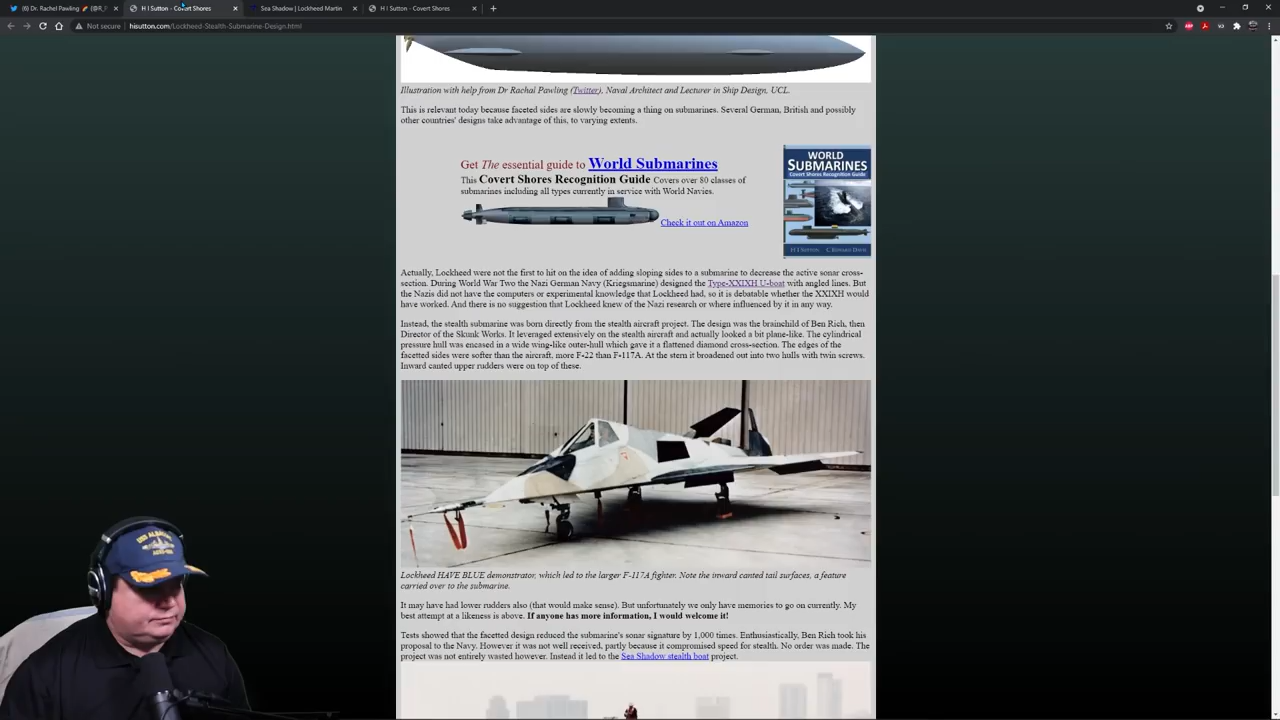 (6) Dr. Rachel Pawling
H I Sutton - Covert Shores
Sea Shadow | Lockheed Martin
H I Sutton - Covert Shores
Not secure
hisutton.com/Lockheed-Stealth-Submarine-Design.html
Illustration with help from Dr Rachal Pawling (Twitter), Naval Architect and Lecturer in Ship Design, UCL.
This is relevant today because faceted sides are slowly becoming a thing on submarines. Several German, British and possibly
other countries' designs take advantage of this, to varying extents.
Get The essential guide to World Submarines
This Covert Shores Recognition Guide Covers over 80 classes of
submarines including all types currently in service with World Navies.
Check it out on Amazon
WORLD
SUBMARINES
Covert Shores Recognition Guide
H I Sutton
Actually, Lockheed were not the first to hit on the idea of adding sloping sides to a submarine to decrease the active sonar cross-
section. During World War Two the Nazi German Navy (Kriegsmarine) designed the Type-XXIXH U-boat with angled lines. But
the Nazis did not have the computers or experimental knowledge that Lockheed had, so it is debatable whether the XXIXH would
have worked. And there is no suggestion that Lockheed knew of the Nazi research or where influenced by it in any way.
Instead, the stealth submarine was born directly from the stealth aircraft project. The design was the brainchild of Ben Rich, then
Director of the Skunk Works. It leveraged extensively on the stealth aircraft and actually looked a bit plane-like. The cylindrical
pressure hull was encased in a wide wing-like outer-hull which gave it a flattened diamond cross-section. The edges of the
facetted sides were softer than the aircraft, more F-22 than F-117A. At the stern it broadened out into two hulls with twin screws.
Inward canted upper rudders were on top of these.
Lockheed HAVE BLUE demonstrator, which led to the larger F-117A fighter. Note the inward canted tail surfaces, a feature
carried over to the submarine.
It may have had lower rudders also (that would make sense). But unfortunately we only have memories to go on currently. My
best attempt at a likeness is above. If anyone has more information, I would welcome it!
Tests showed that the facetted design reduced the submarine's sonar signature by 1,000 times. Enthusiastically, Ben Rich took his
proposal to the Navy. However it was not well received, partly because it compromised speed for stealth. No order was made. The
project was not entirely wasted however. Instead it led to the Sea Shadow stealth boat project.